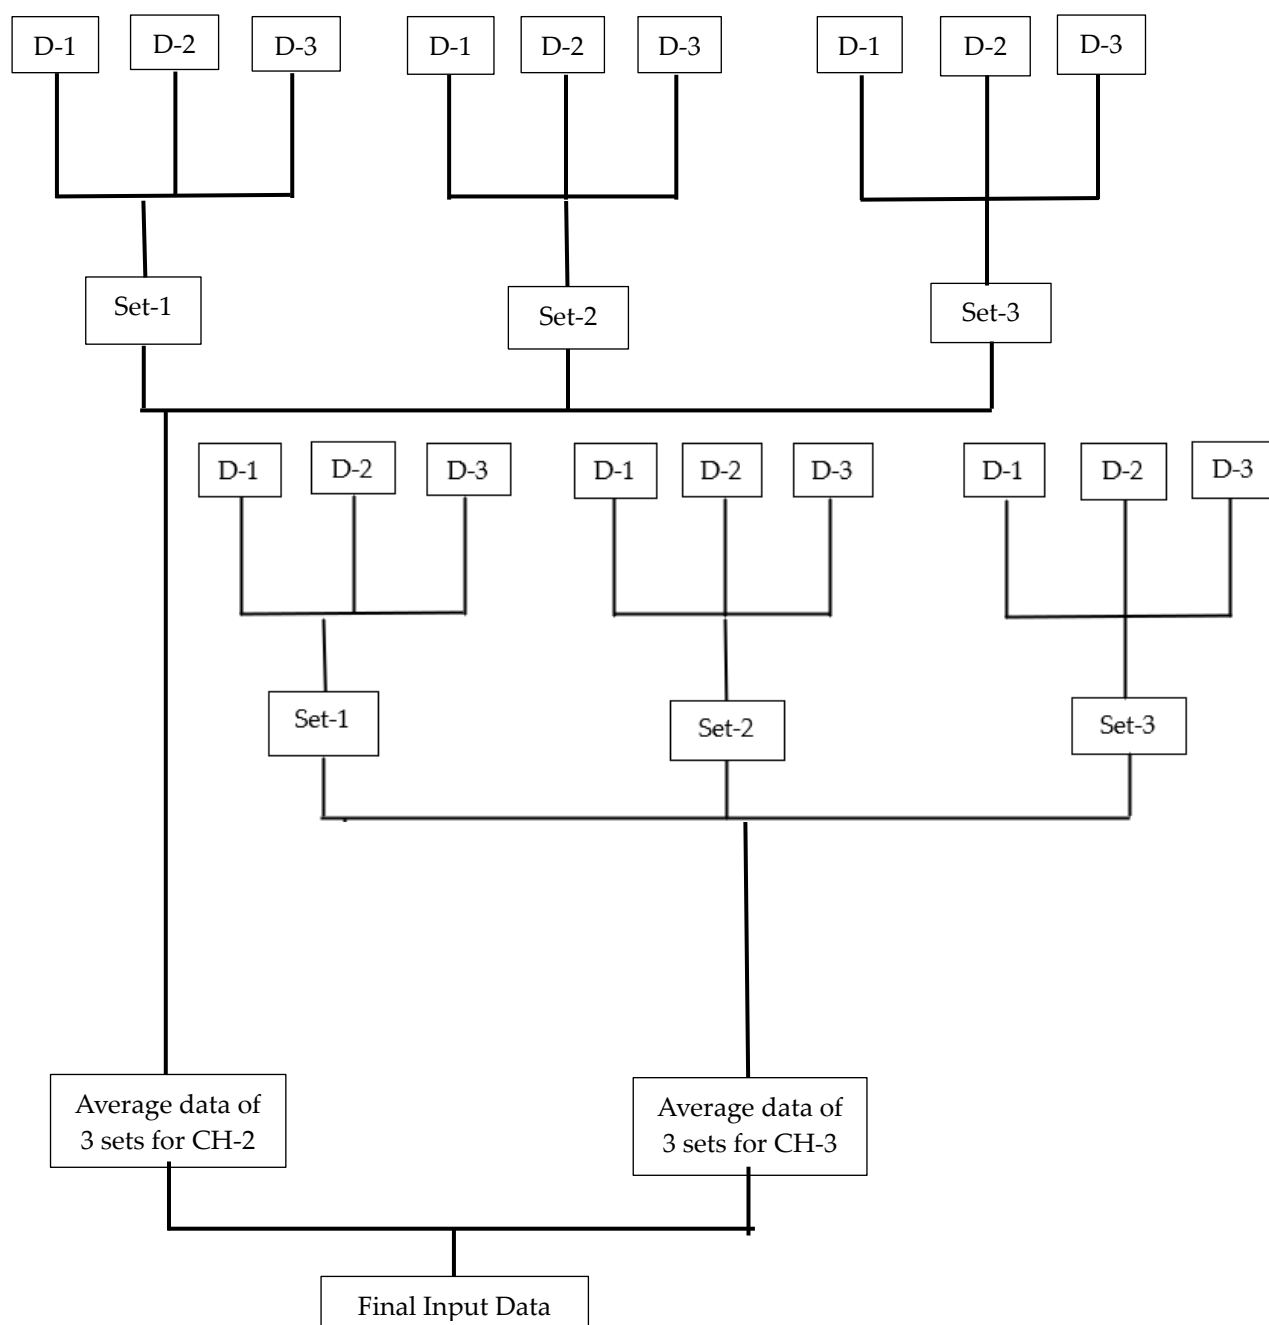 D-1
D-2
D-3
D-1
D-2
D-3
D-1
D-2
D-3
Set-1
Set-2
Set-3
D-1
D-2
D-3
D-1
D-2
D-3
D-1
D-2
D-3
Set-1
Set-2
Set-3
Average data of
3 sets for CH-2
Average data of
3 sets for CH-3
Final Input Data